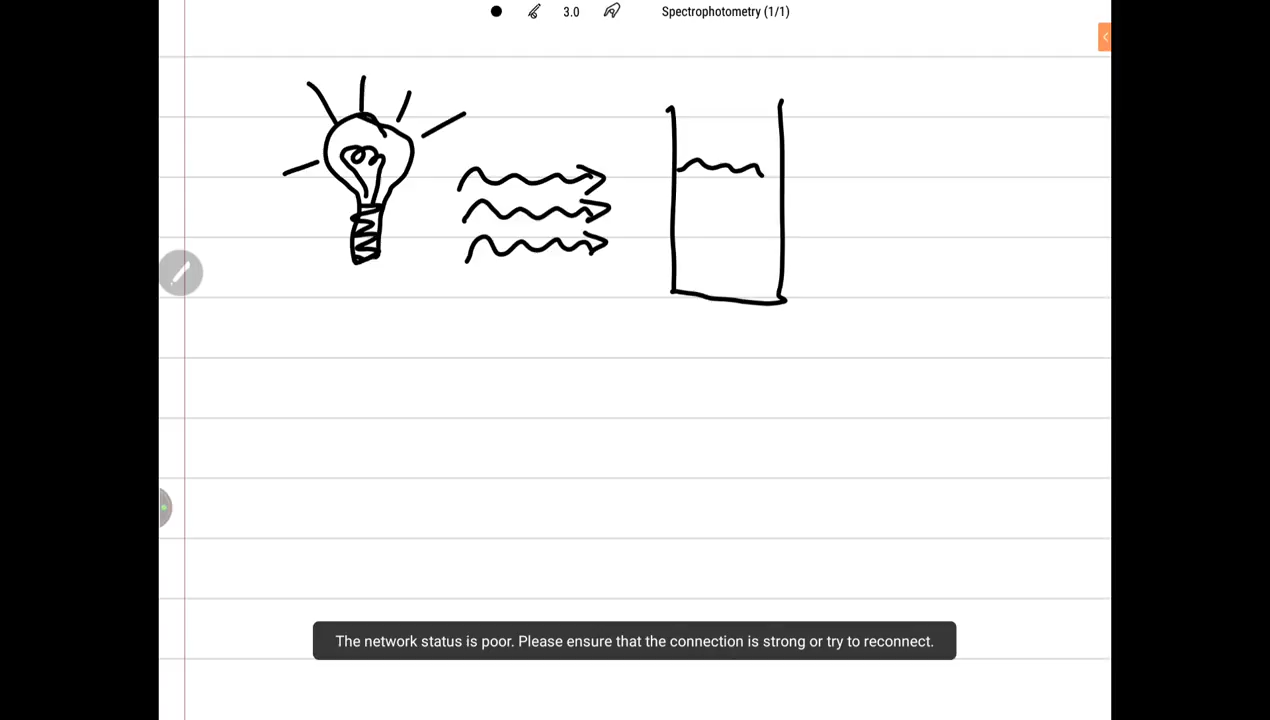 3.0 Spectrophotometry (1/1)
The network status is poor. Please ensure that the connection is strong or try to reconnect.